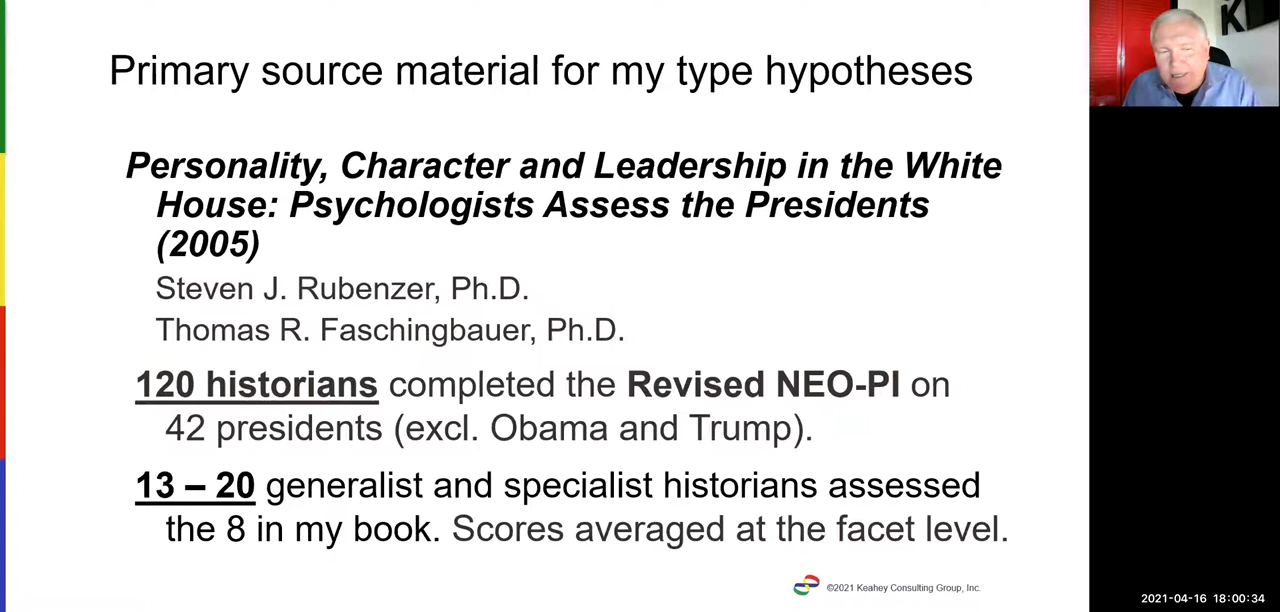 Primary source material for my type hypotheses
K
Personality, Character and Leadership in the White
House: Psychologists Assess the Presidents
(2005)
Steven J. Rubenzer, Ph.D.
Thomas R. Faschingbauer, Ph.D.
120 historians completed the Revised NEO-PI on
42 presidents (excl. Obama and Trump).
13 – 20 generalist and specialist historians assessed
the 8 in my book. Scores averaged at the facet level.
©2021 Keahey Consulting Group, Inc.
2021-04-16 18:00:34